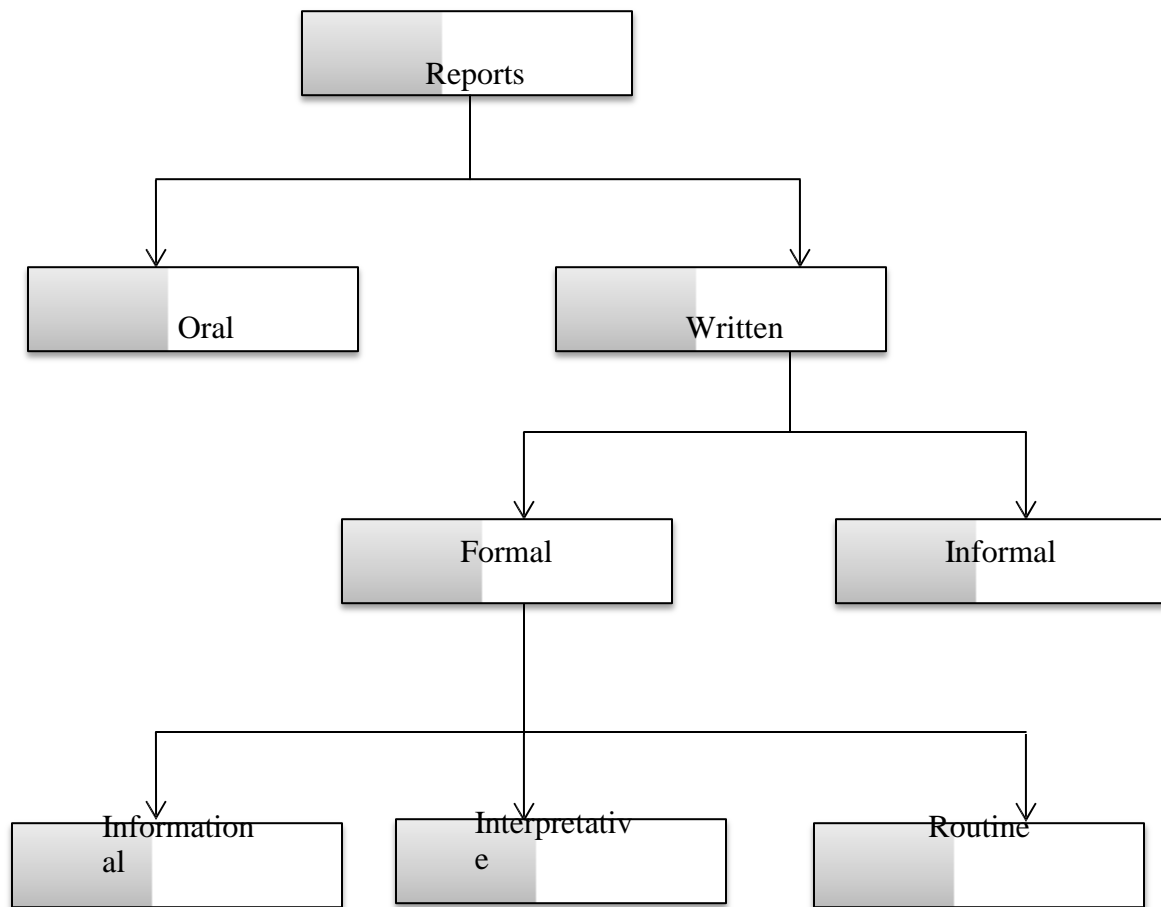 Reports
Oral
Written
Formal
Informal
Information
al
Interpretativ
e
Routine